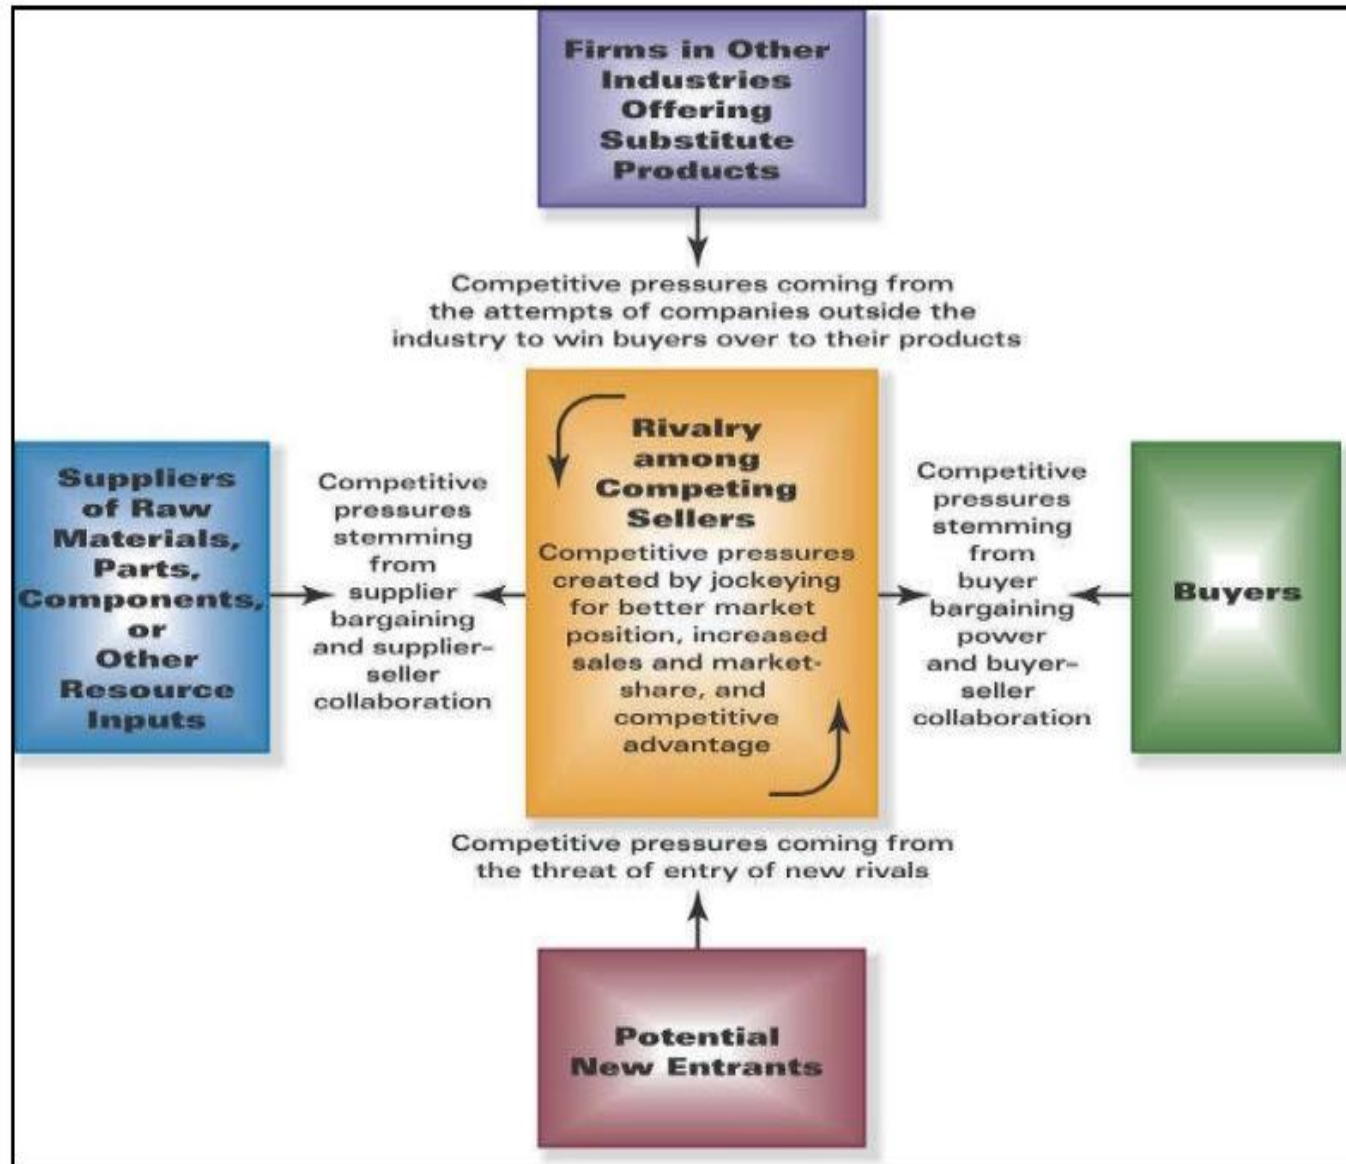 Firms in Other
Industries
Offering
Substitute
Products
Competitive pressures coming from
the attempts of companies outside the
industry to win buyers over to their products
Suppliers
of Raw
Materials,
Parts,
Components,
or
Other
Resource
Inputs
Competitive
pressures
stemming
from
supplier
bargaining
and supplier-
seller
collaboration
Rivalry
among
Competing
Sellers
Competitive pressures
created by jockeying
for better market
position, increased
sales and market-
share, and
competitive
advantage
Competitive
pressures
stemming
from
buyer
bargaining
power
and buyer-
seller
collaboration
Buyers
Competitive pressures coming from
the threat of entry of new rivals
Potential
New Entrants